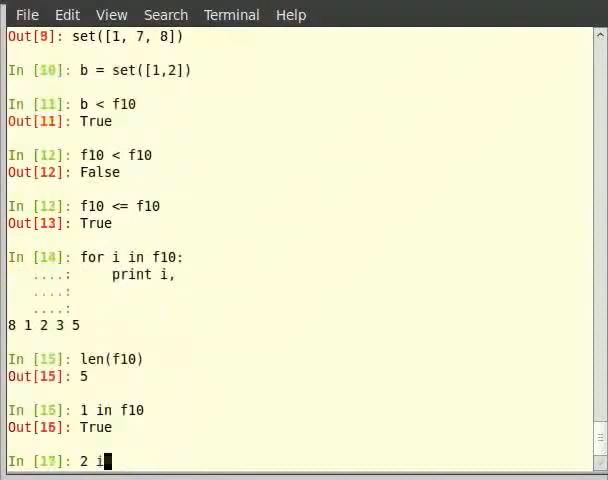 File Edit View Search Terminal Help
Out[9]: set([1, 7, 8])
In [10]: b = set([1,2])
In [11]: b < f10
Out[11]: True
In [12]: f10 < f10
Out[12]: False
In [13]: f10 <= f10
Out[13]: True
In [14]: for i in f10:
....: print i,
....:
....:
8 1 2 3 5
In [15]: len(f10)
Out[15]: 5
In [16]: 1 in f10
Out[16]: True
In [17]: 2 i